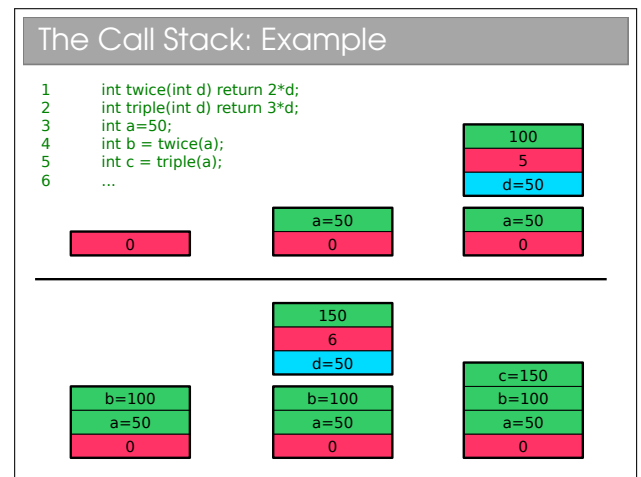 The Call Stack: Example
1 int twice(int d) return 2*d;
2 int triple(int d) return 3*d;
3 int a=50;
4 int b = twice(a);
5 int c = triple(a);
6 ...
0
a=50
0
100
5
d=50
a=50
0
b=100
a=50
0
150
6
d=50
b=100
a=50
0
c=150
b=100
a=50
0